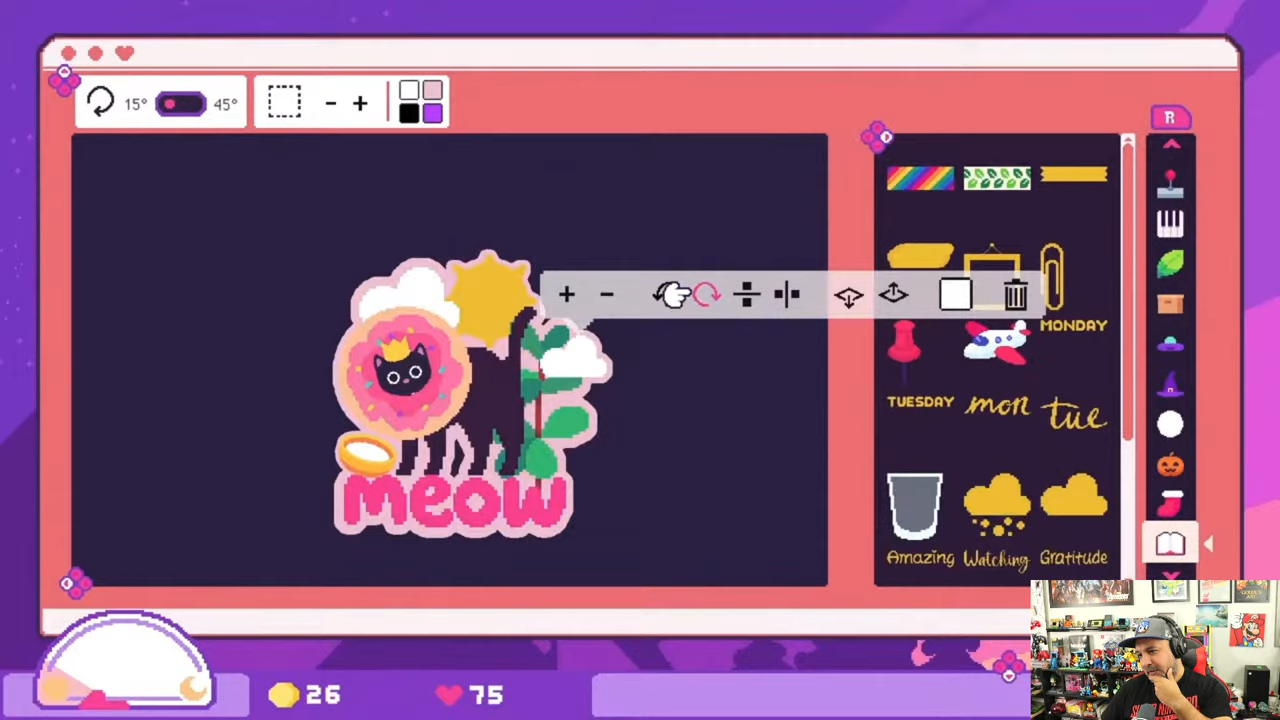 15° 45°
- +
R
+ -
MONDAY
TUESDAY mon tue
Amazing Watching Gratitude
meow
26 75